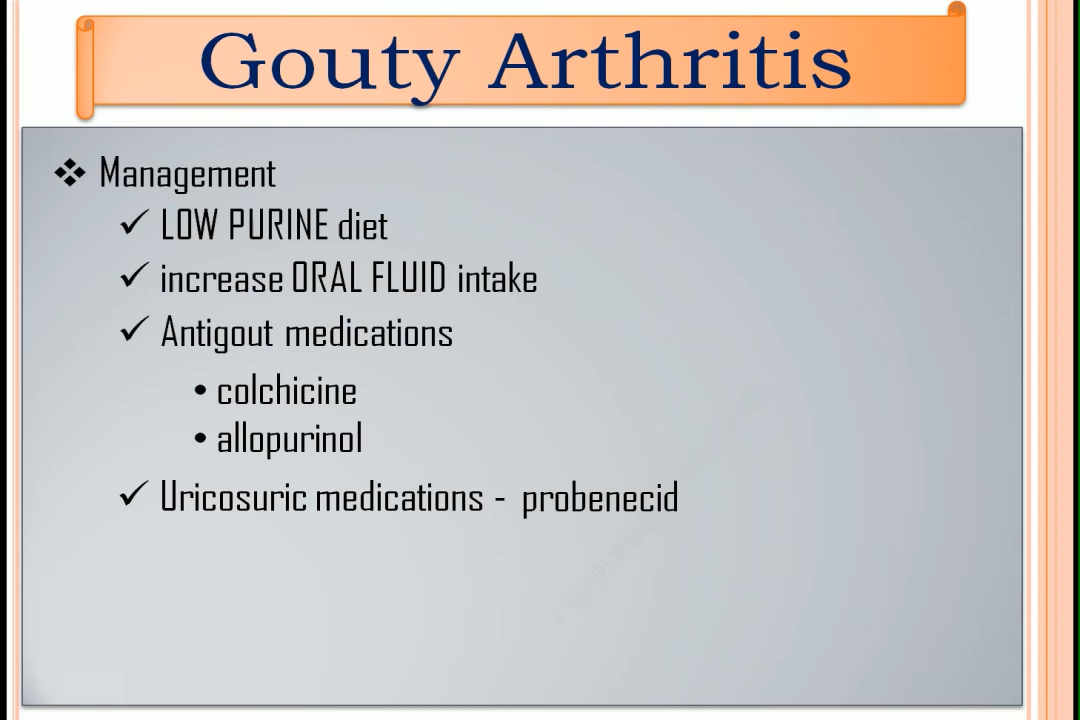 Gouty Arthritis
❖ Management
✓ LOW PURINE diet
✓ increase ORAL FLUID intake
✓ Antigout medications
• colchicine
• allopurinol
✓ Uricosuric medications - probenecid